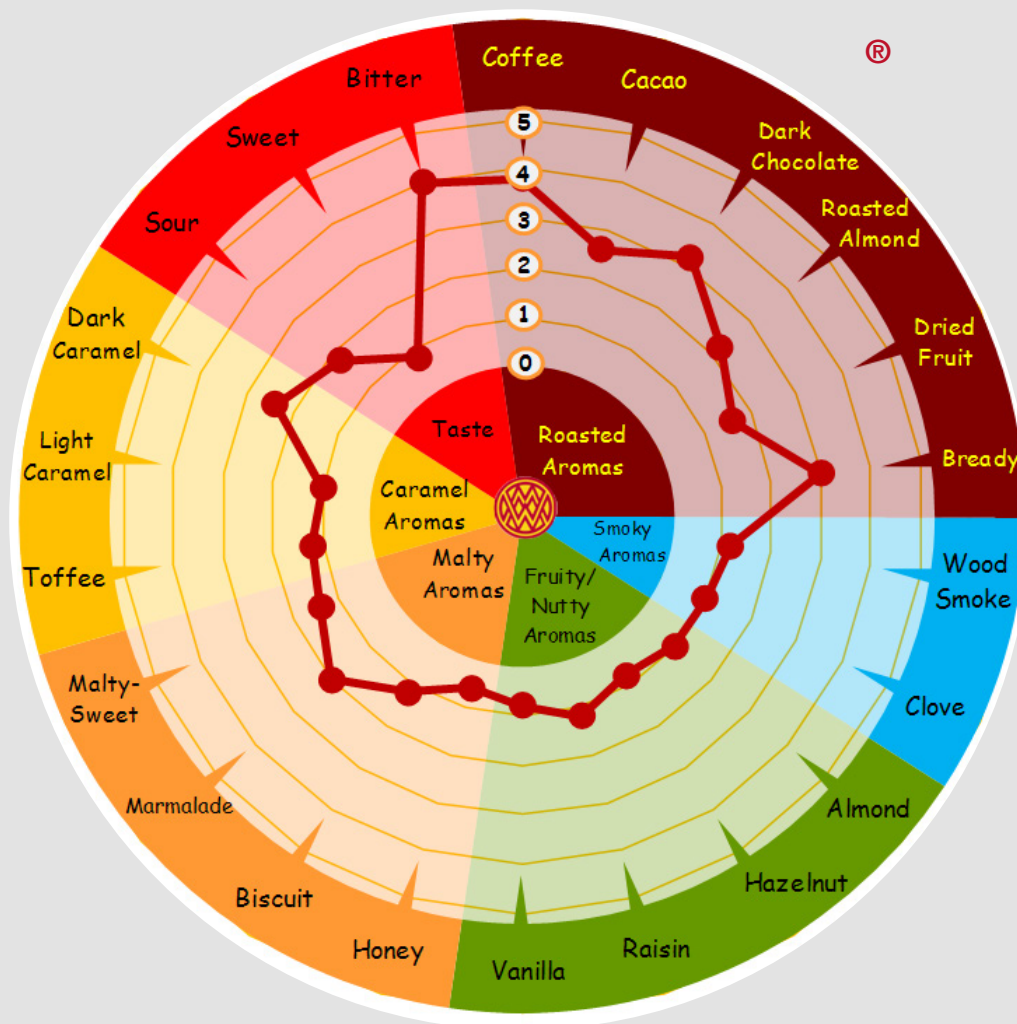 ®
Coffee
Cacao
Dark
Chocolate
Roasted
Almond
Dried
Fruit
Bready
Wood
Smoke
Clove
Almond
Hazelnut
Raisin
Vanilla
Honey
Biscuit
Marmalade
Malty-
Sweet
Toffee
Light
Caramel
Dark
Caramel
Sour
Sweet
Bitter
5
4
3
2
1
0
Taste
Roasted
Aromas
Smoky
Aromas
Fruity/
Nutty
Aromas
Malty
Aromas
Caramel
Aromas